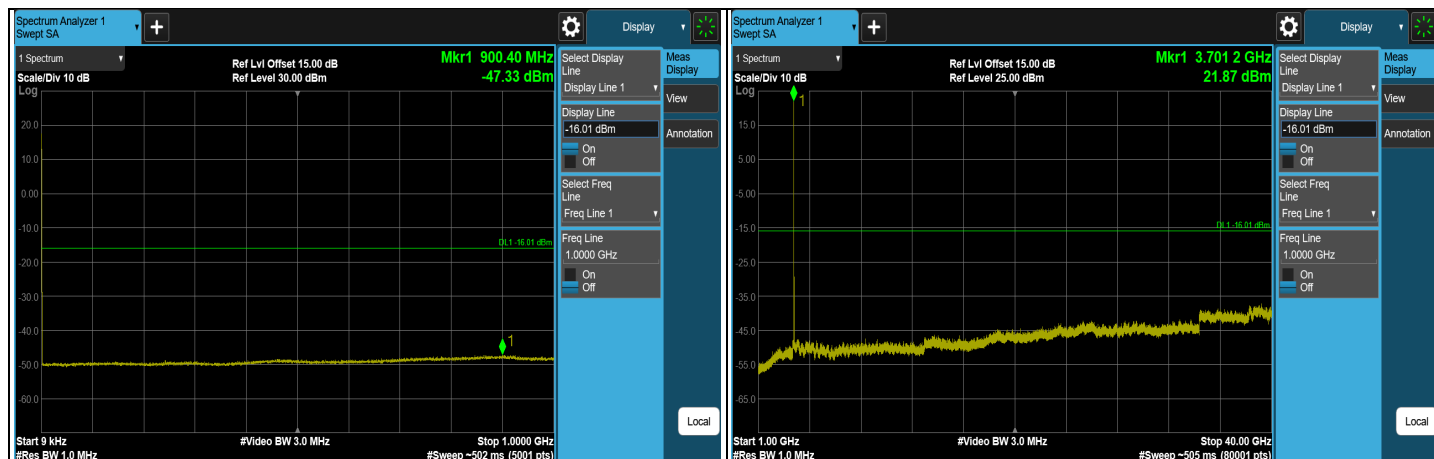 Spectrum Analyzer 1
Swept SA
+
Display
1 Spectrum
Scale/Div 10 dB
Ref Lvl Offset 15.00 dB
Ref Level 30.00 dBm
Mkr1 900.40 MHz
-47.33 dBm
Log
20.0
10.0
0.00
-10.0
-20.0
-30.0
-40.0
-50.0
-60.0
DL1 -16.01 dBm
1
Start 9 kHz
#Video BW 3.0 MHz
Stop 1.0000 GHz
#Res BW 1.0 MHz
#Sweep ~502 ms (5001 pts)
Select Display
Line
Display Line 1
Display Line
-16.01 dBm
On
Off
Select Freq
Line
Freq Line 1
Freq Line
1.0000 GHz
On
Off
Meas
Display
View
Annotation
Local
Spectrum Analyzer 1
Swept SA
+
Display
1 Spectrum
Scale/Div 10 dB
Ref Lvl Offset 15.00 dB
Ref Level 25.00 dBm
Mkr1 3.701 2 GHz
21.87 dBm
Log
1
15.0
5.00
-5.00
-15.0
-25.0
-35.0
-45.0
-55.0
-65.0
DL1 -16.01 dBm
Start 1.00 GHz
#Video BW 3.0 MHz
Stop 40.00 GHz
#Res BW 1.0 MHz
#Sweep ~505 ms (80001 pts)
Select Display
Line
Display Line 1
Display Line
-16.01 dBm
On
Off
Select Freq
Line
Freq Line 1
Freq Line
1.0000 GHz
On
Off
Meas
Display
View
Annotation
Local